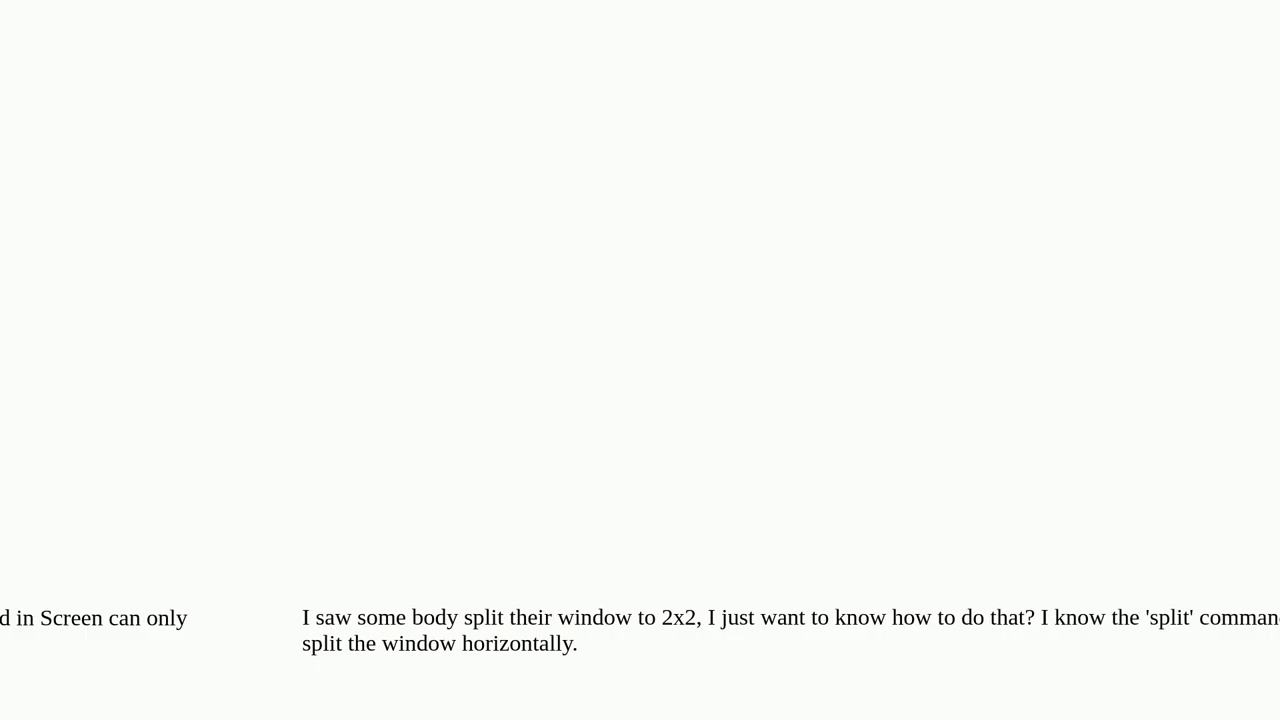 d in Screen can only
I saw some body split their window to 2x2, I just want to know how to do that? I know the 'split' comman
split the window horizontally.